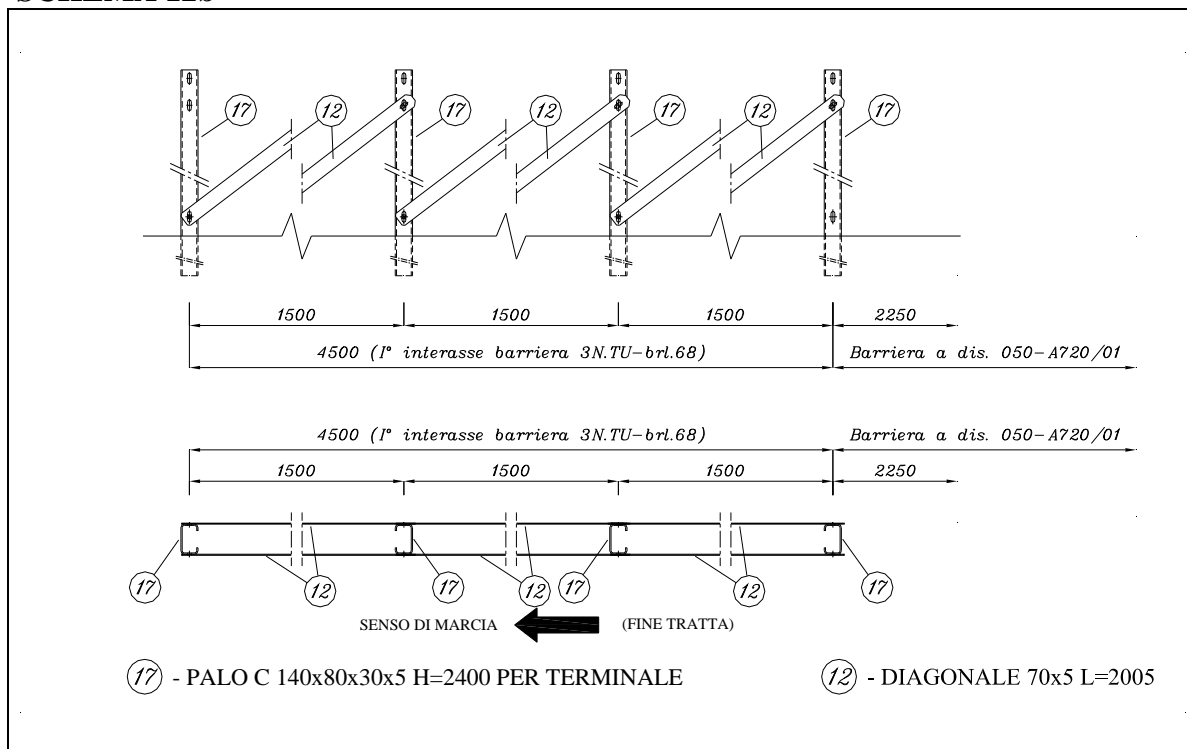 17 12 17 12 17 12 17
1500 1500 1500 2250
4500 (I° interasse barriera 3N.TU-brl.68) Barriera a dis. 050-A720/01
4500 (I° interasse barriera 3N.TU-brl.68) Barriera a dis. 050-A720/01
1500 1500 1500 2250
17 12 17 12 17 12 17
SENSO DI MARCIA (FINE TRATTA)
17 - PALO C 140x80x30x5 H=2400 PER TERMINALE 12 - DIAGONALE 70x5 L=2005